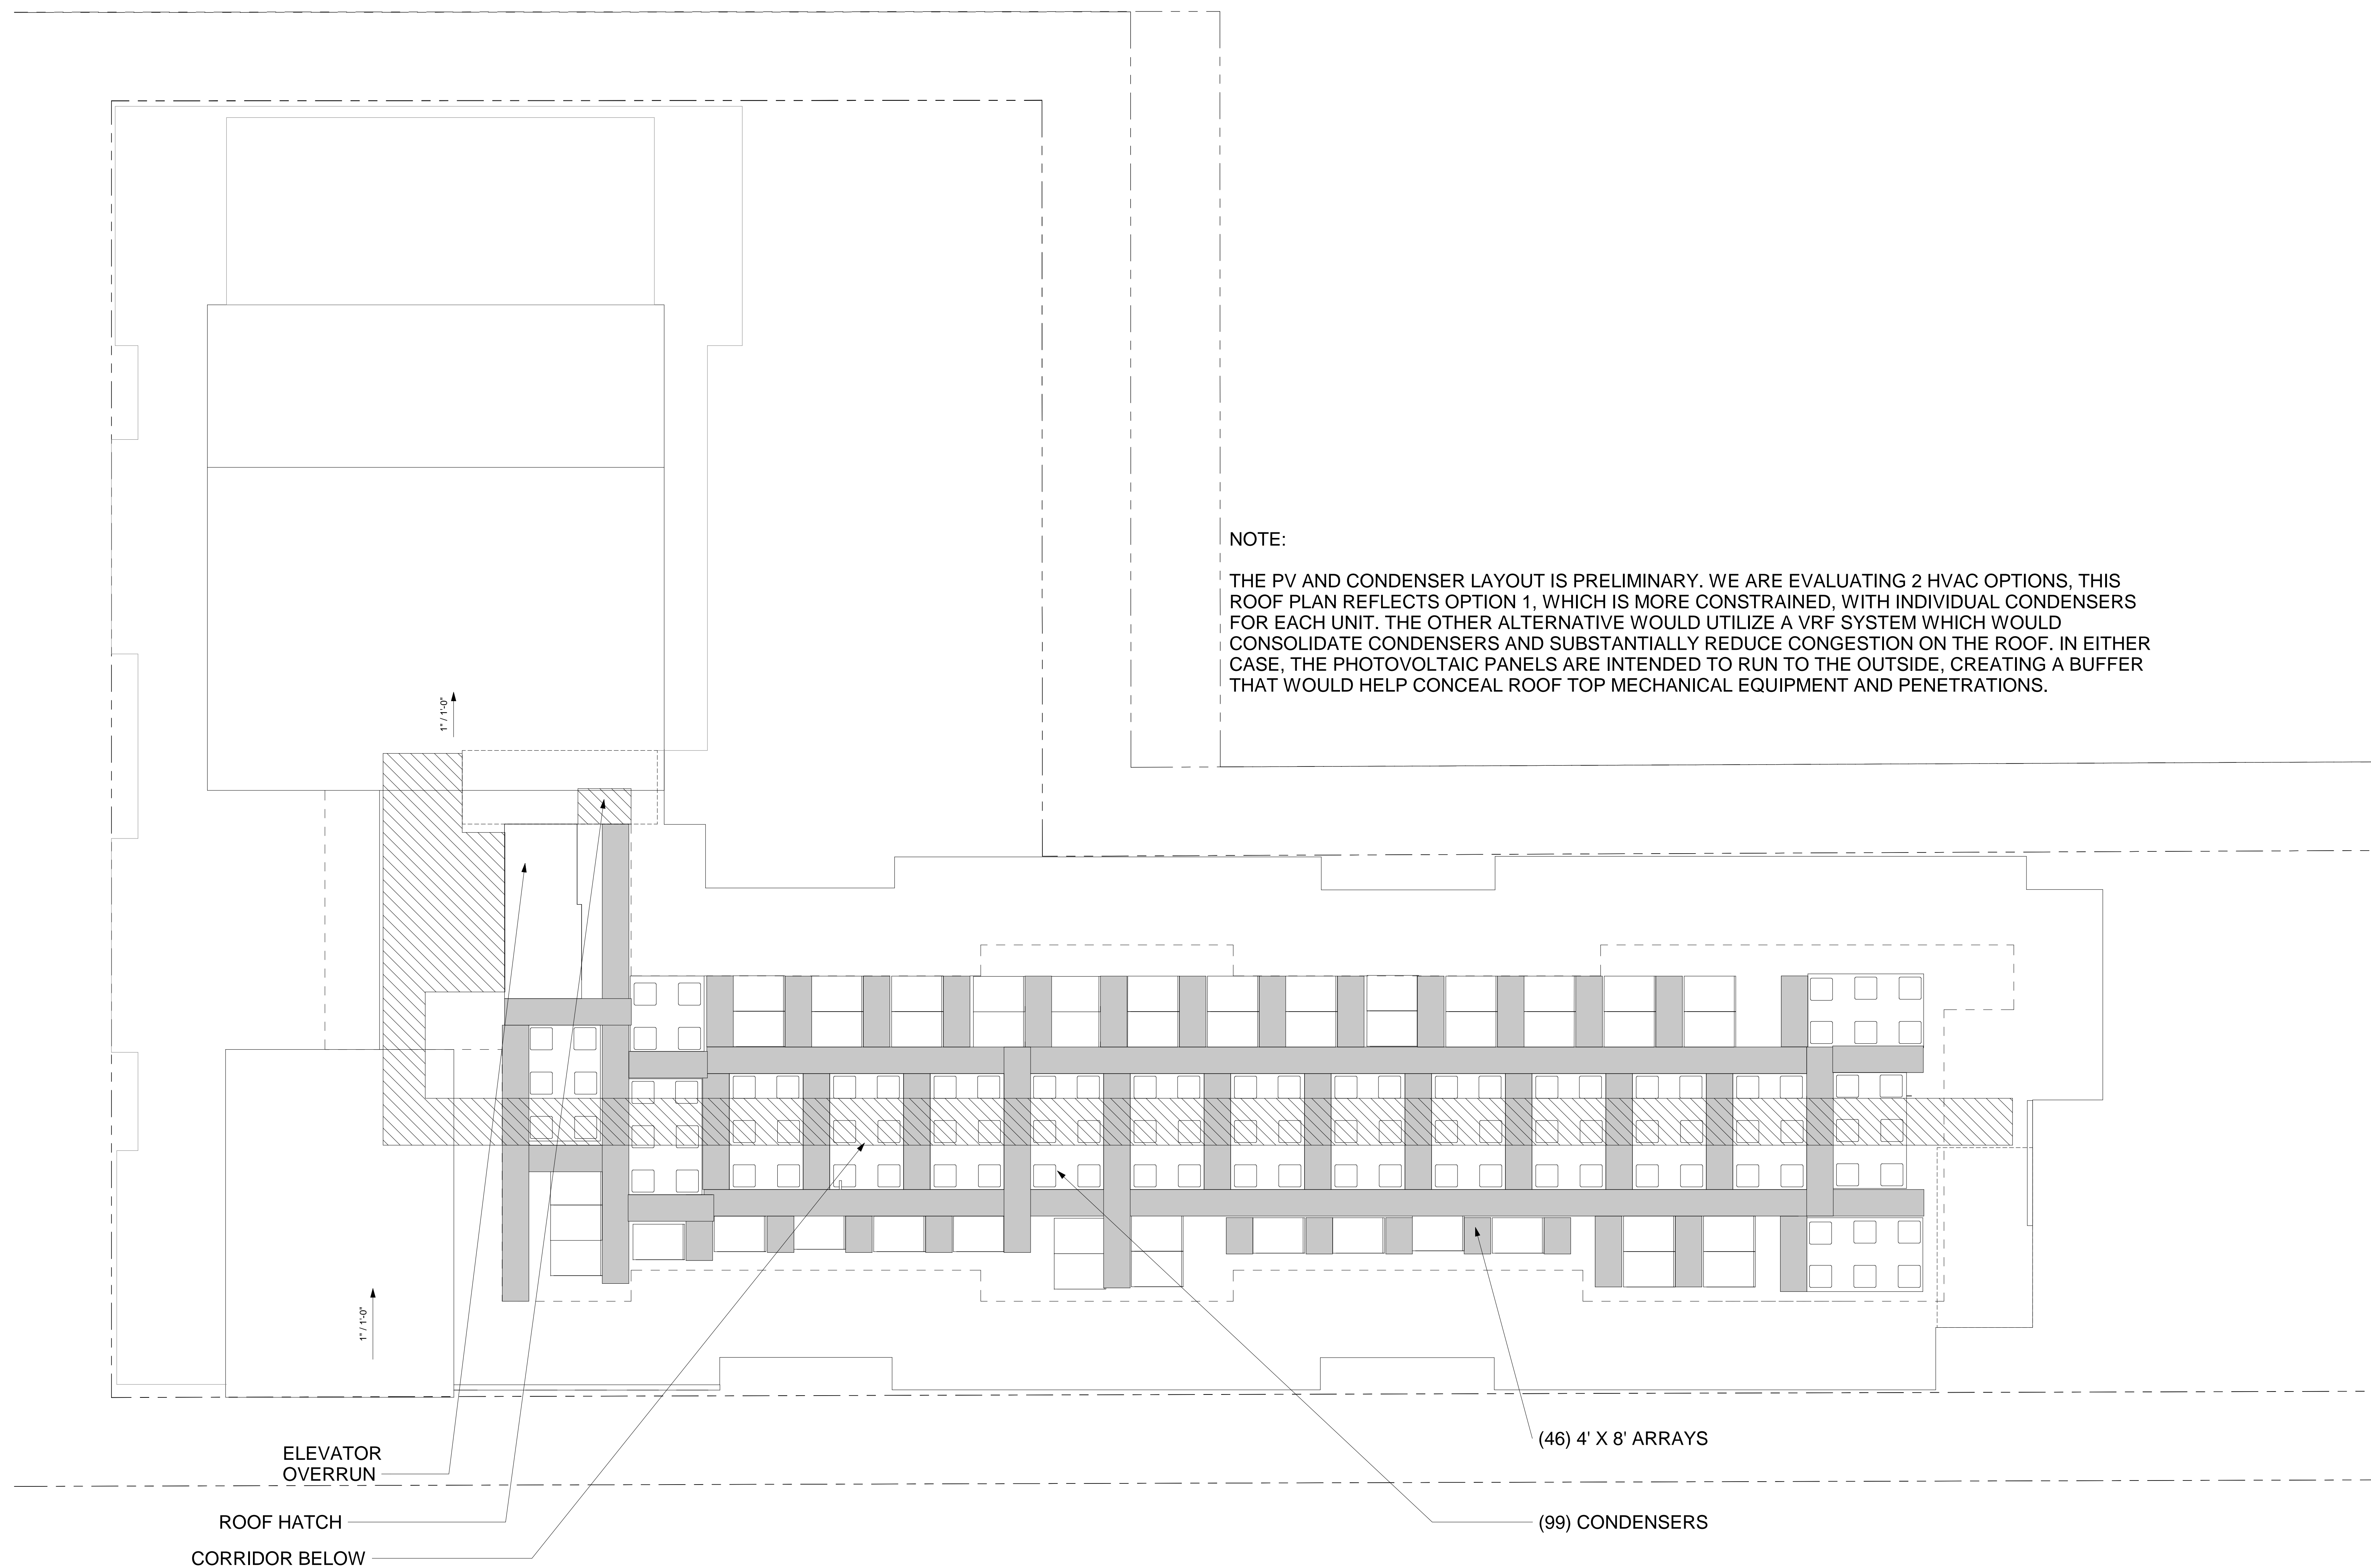 NOTE:
THE PV AND CONDENSER LAYOUT IS PRELIMINARY. WE ARE EVALUATING 2 HVAC OPTIONS, THIS
ROOF PLAN REFLECTS OPTION 1, WHICH IS MORE CONSTRAINED, WITH INDIVIDUAL CONDENSERS
FOR EACH UNIT. THE OTHER ALTERNATIVE WOULD UTILIZE A VRF SYSTEM WHICH WOULD
CONSOLIDATE CONDENSERS AND SUBSTANTIALLY REDUCE CONGESTION ON THE ROOF. IN EITHER
CASE, THE PHOTOVOLTAIC PANELS ARE INTENDED TO RUN TO THE OUTSIDE, CREATING A BUFFER
THAT WOULD HELP CONCEAL ROOF TOP MECHANICAL EQUIPMENT AND PENETRATIONS.
1" / 1'-0"
1" / 1'-0"
ELEVATOR
OVERRUN
ROOF HATCH
CORRIDOR BELOW
(46) 4' X 8' ARRAYS
(99) CONDENSERS